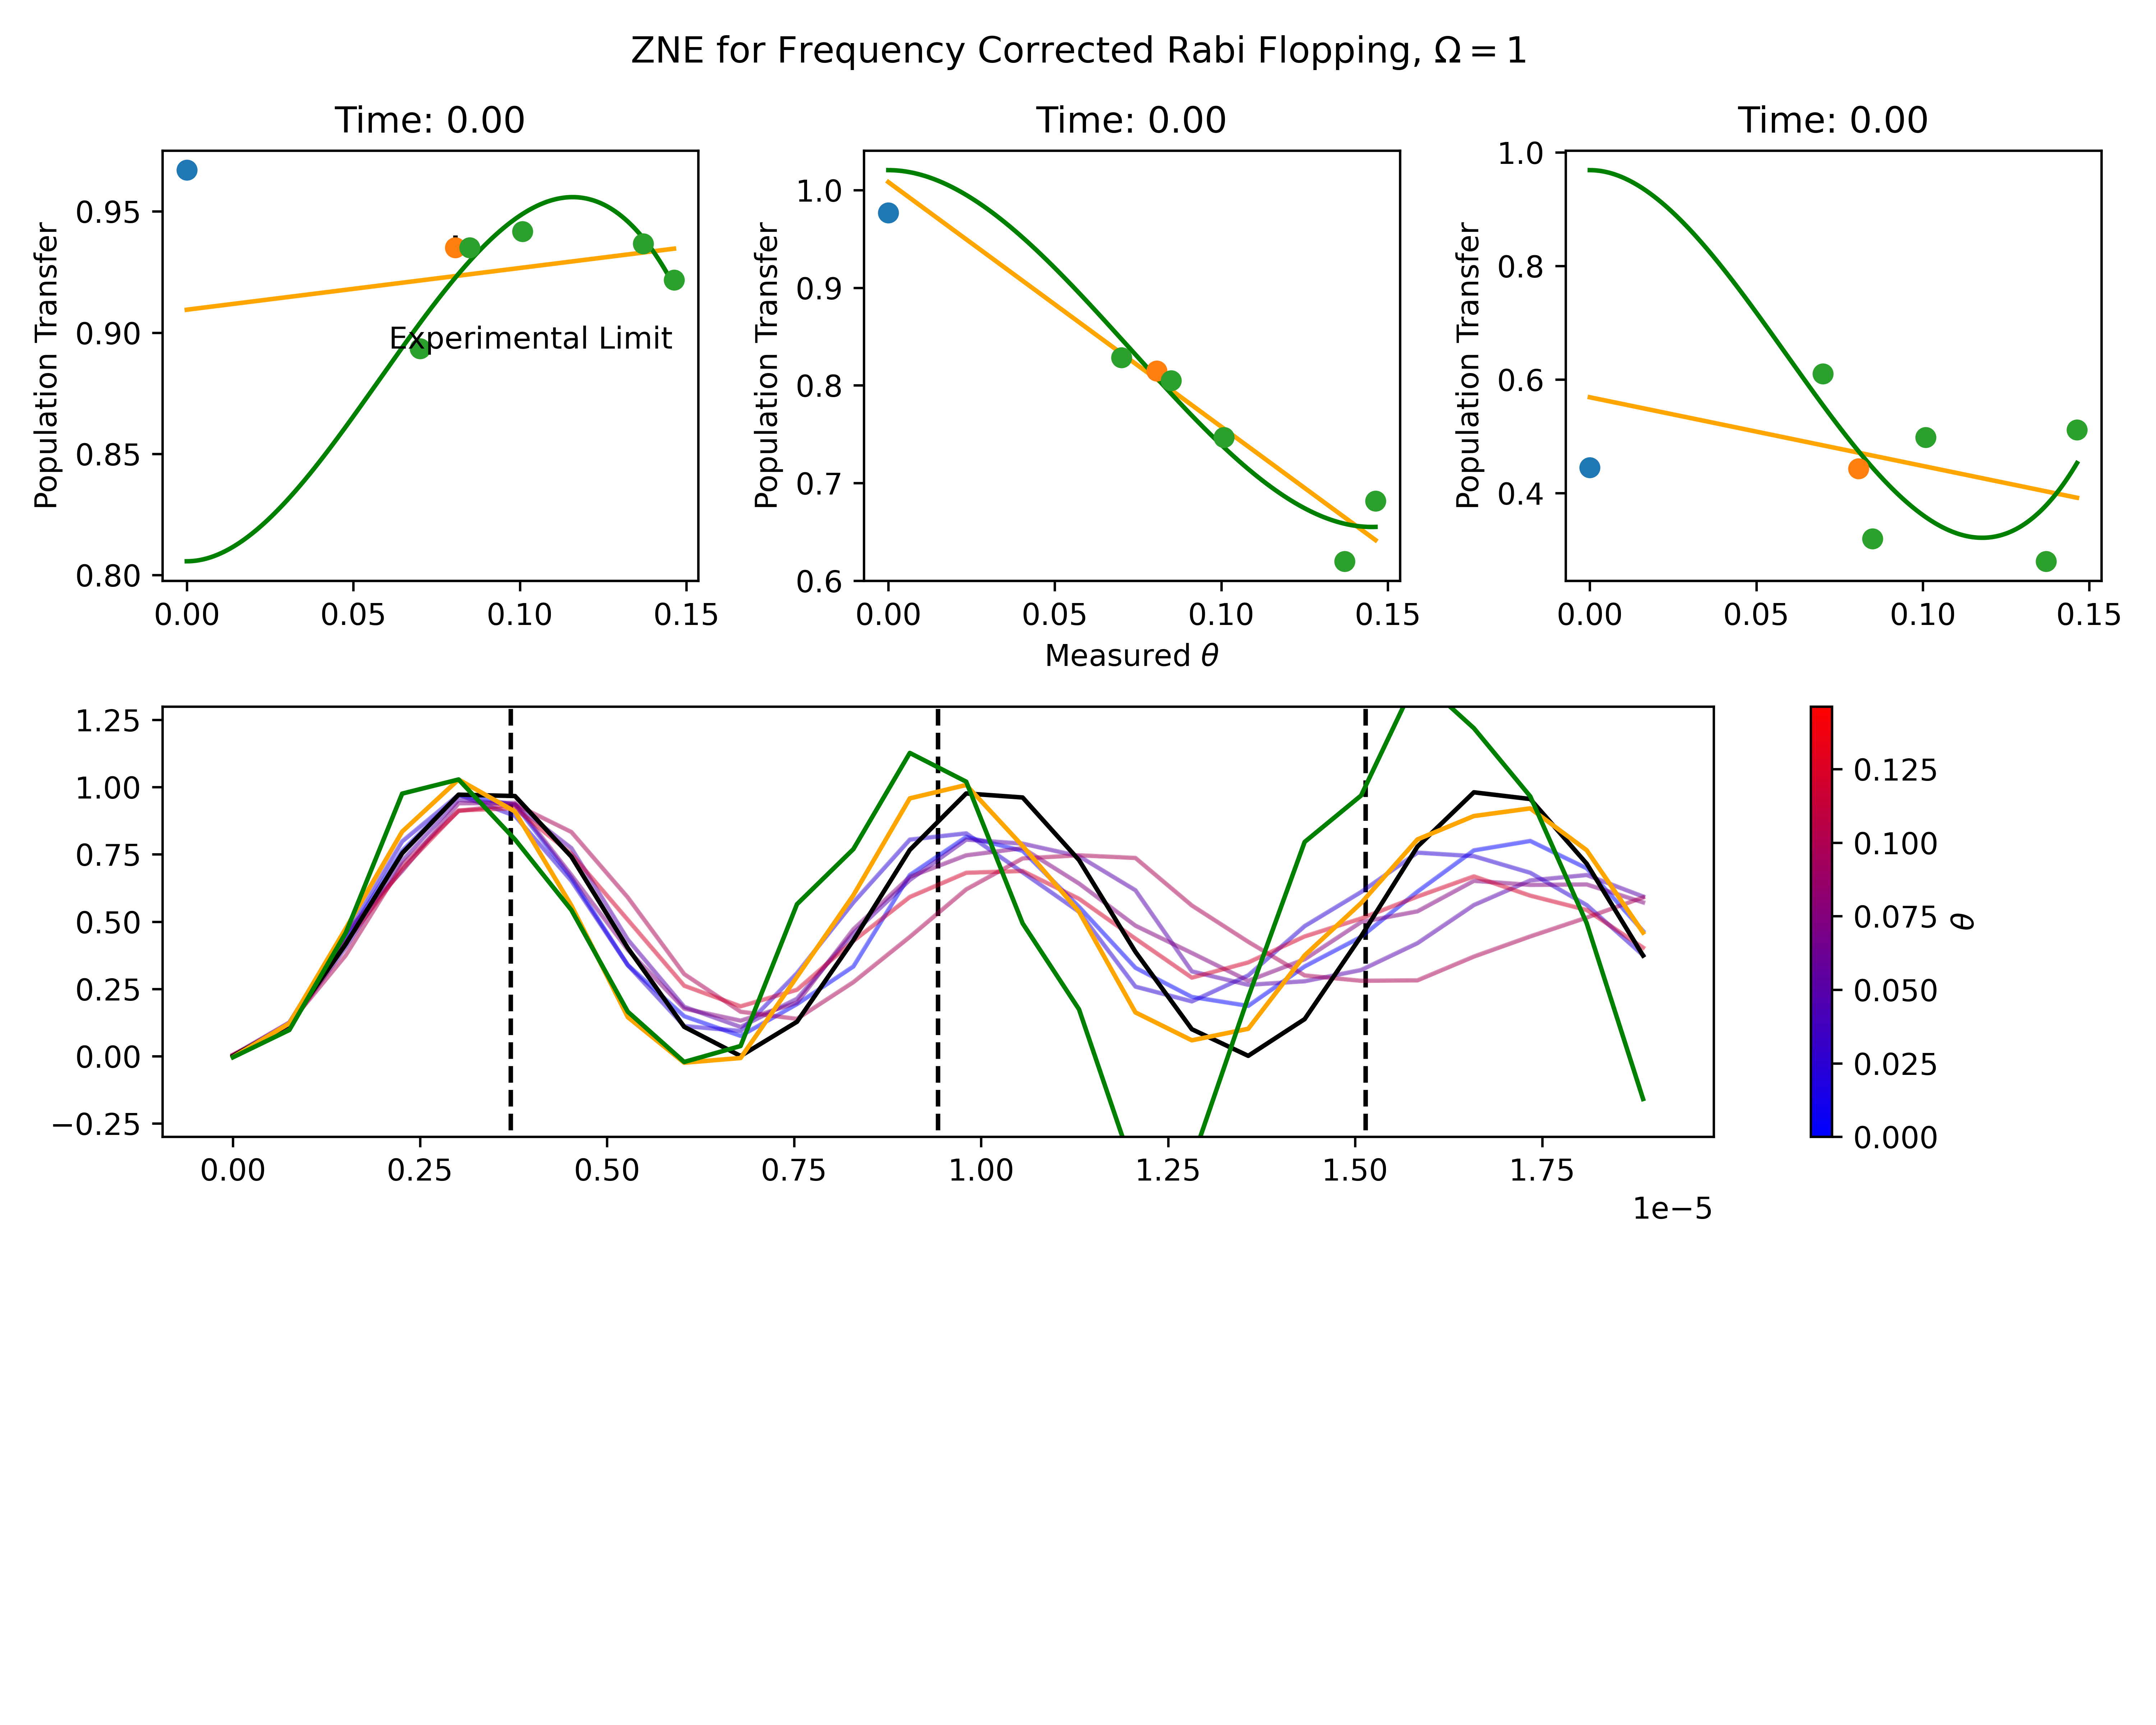 ZNE for Frequency Corrected Rabi Flopping, Ω = 1
Time: 0.00
Time: 0.00
Time: 0.00
Population Transfer
0.95
0.90
0.85
0.80
Experimental Limit
0.00 0.05 0.10 0.15
Population Transfer
1.0
0.9
0.8
0.7
0.6
0.00 0.05 0.10 0.15
Measured θ
Population Transfer
1.0
0.8
0.6
0.4
0.00 0.05 0.10 0.15
1.25
1.00
0.75
0.50
0.25
0.00
−0.25
0.00 0.25 0.50 0.75 1.00 1.25 1.50 1.75
1e−5
0.125
0.100
0.075
0.050
0.025
0.000
θ